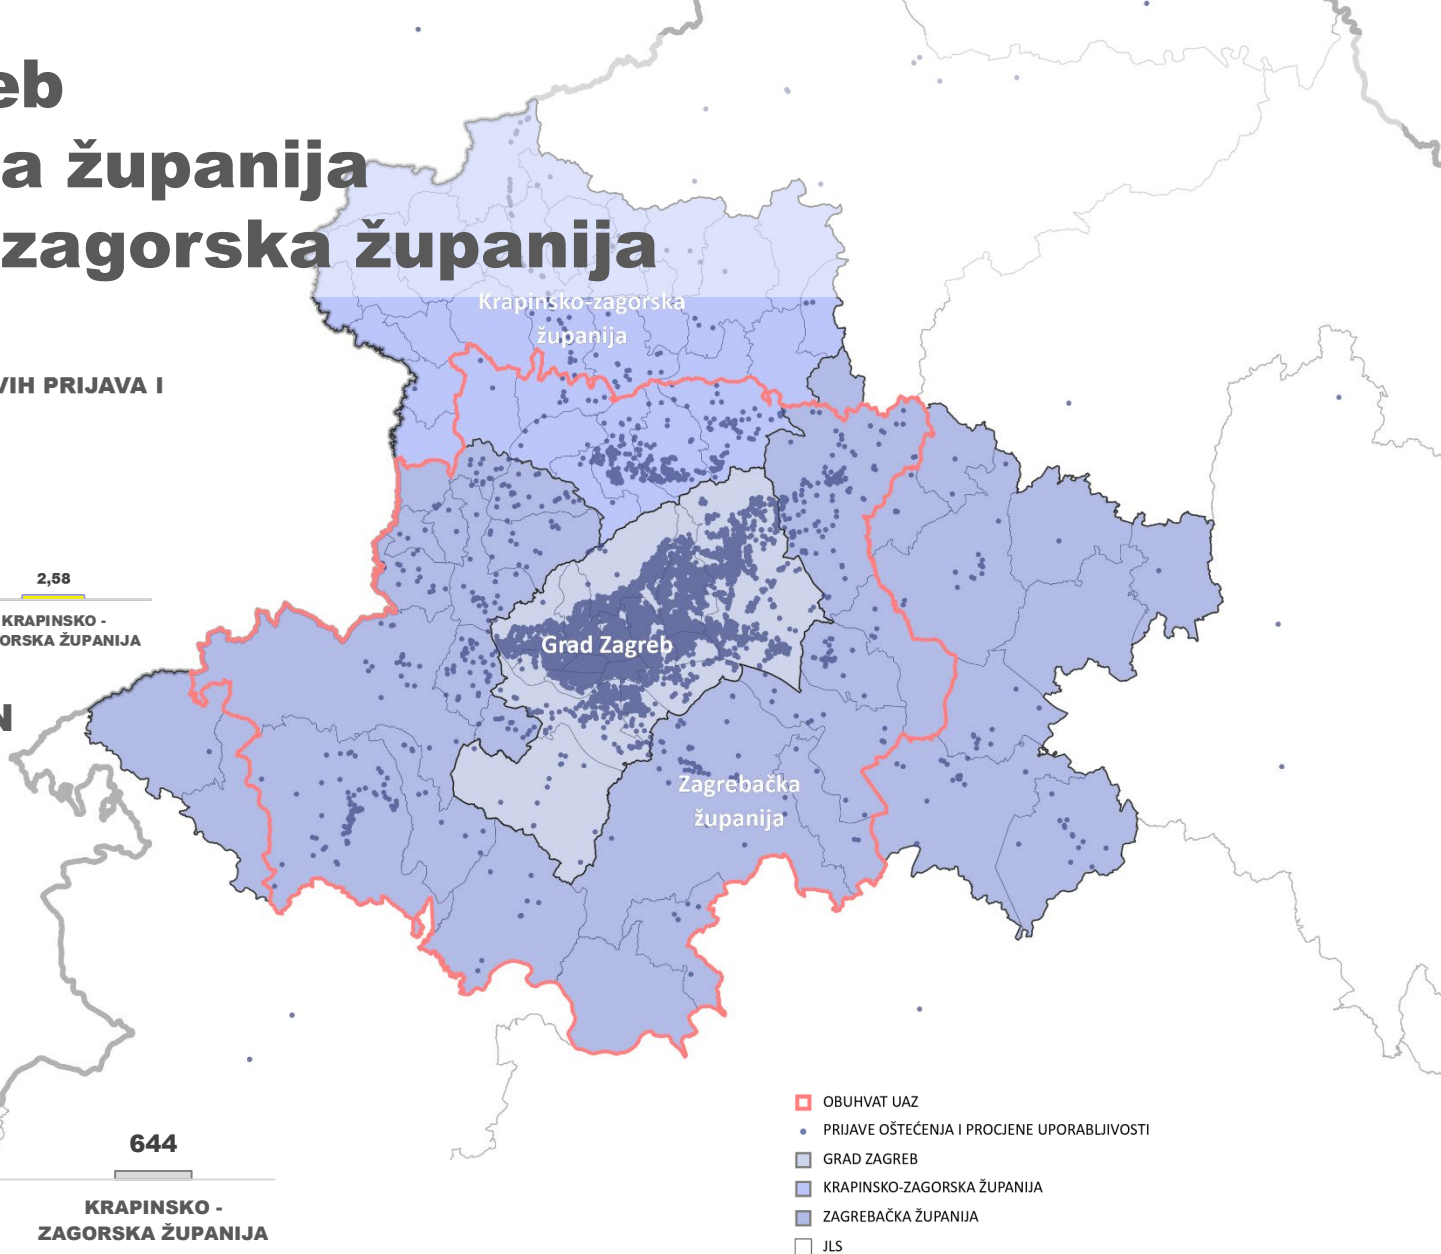 eb
a županija
zagorska županija
Krapinsko-zagorska
županija
VIH PRIJAVA I
2,58
KRAPINSKO -
ORSKA ŽUPANIJA
Grad Zagreb
N
Zagrebačka
županija
644
KRAPINSKO -
ZAGORSKA ŽUPANIJA
OBUHVAT UAZ
PRIJAVE OŠTEĆENJA I PROCJENE UPORABLJIVOSTI
GRAD ZAGREB
KRAPINSKO-ZAGORSKA ŽUPANIJA
ZAGREBAČKA ŽUPANIJA
JLS